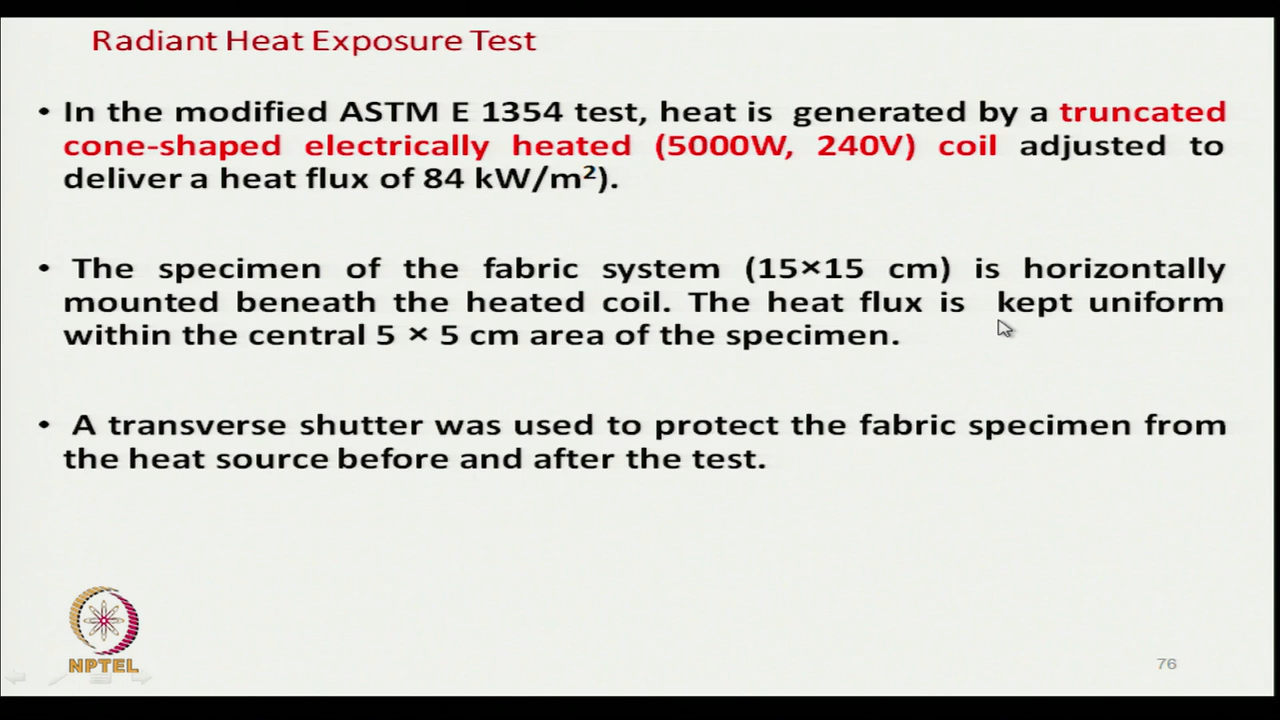 Radiant Heat Exposure Test
• In the modified ASTM E 1354 test, heat is generated by a truncated
cone-shaped electrically heated (5000W, 240V) coil adjusted to
deliver a heat flux of 84 kW/m²).
• The specimen of the fabric system (15×15 cm) is horizontally
mounted beneath the heated coil. The heat flux is kept uniform
within the central 5 × 5 cm area of the specimen.
• A transverse shutter was used to protect the fabric specimen from
the heat source before and after the test.
NPTEL
76